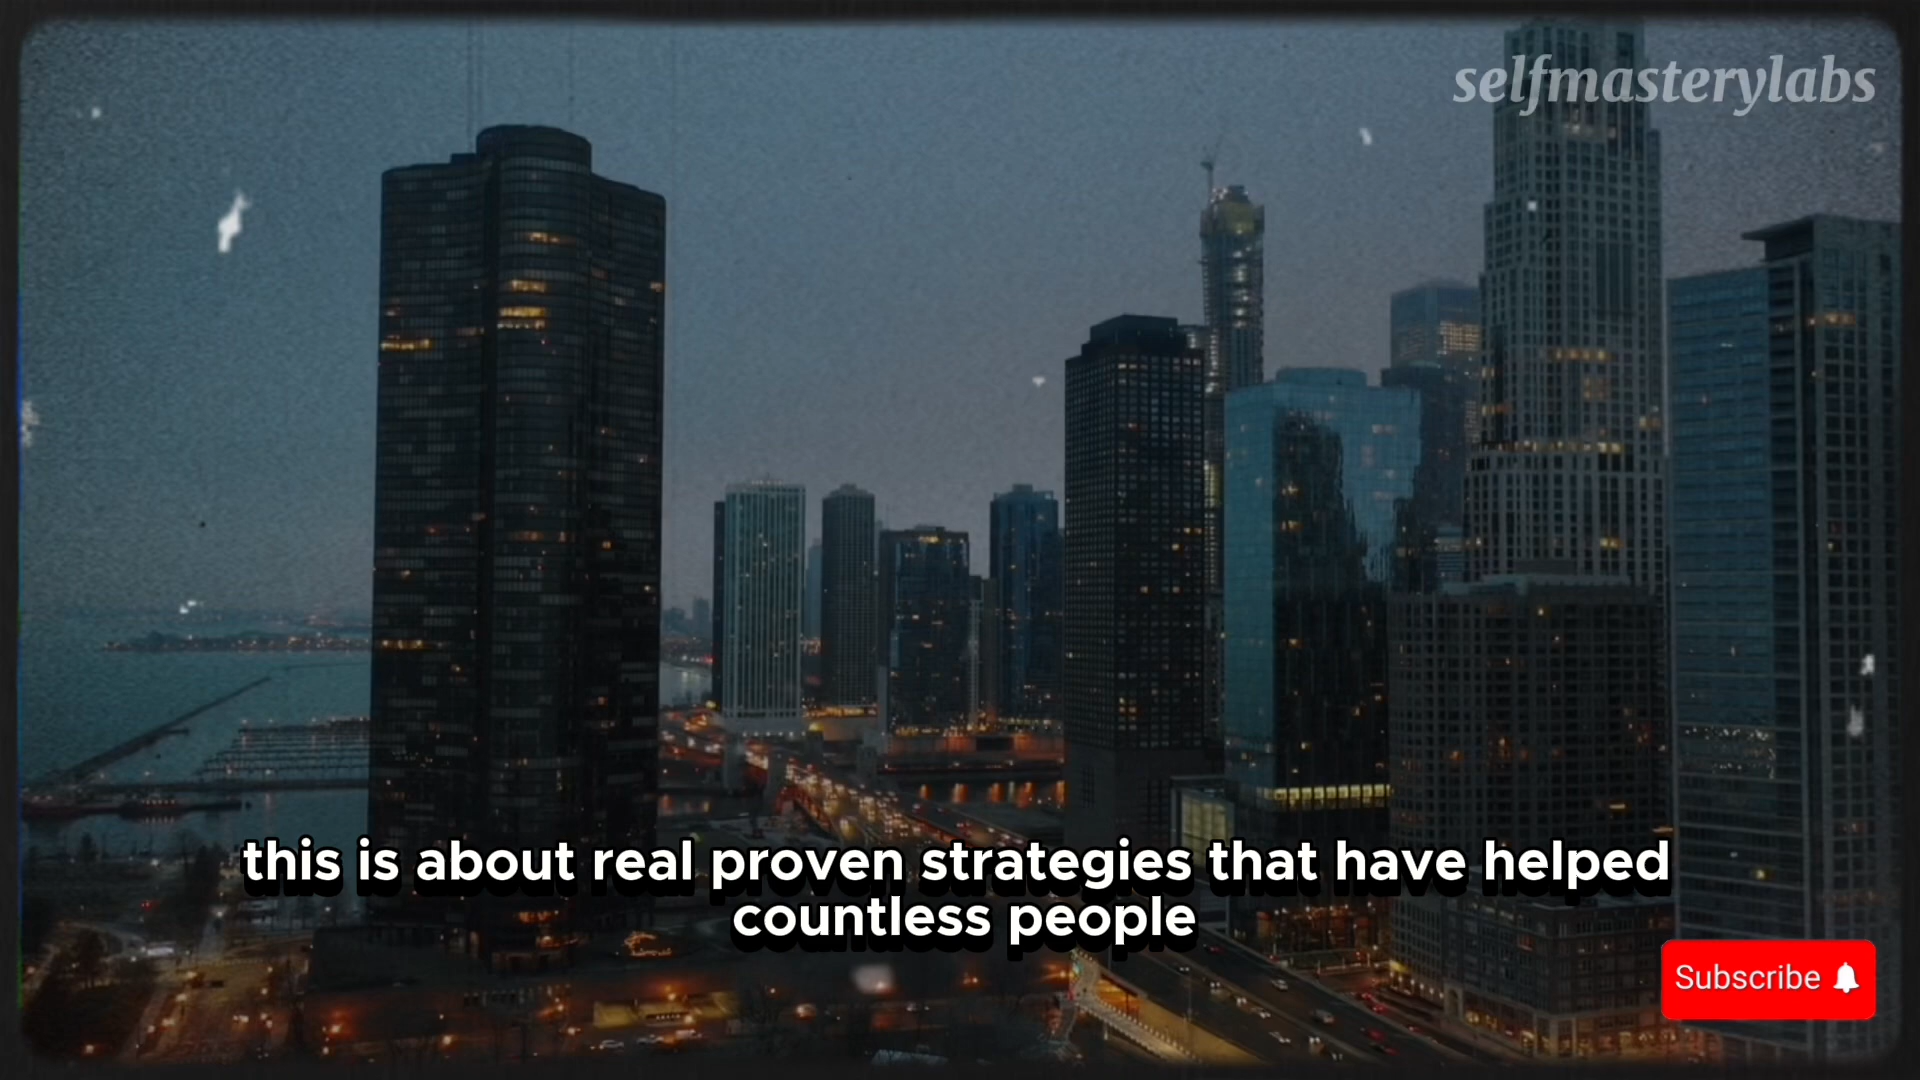 selfmasterylabs
this is about real proven strategies that have helped
countless people
Subscribe